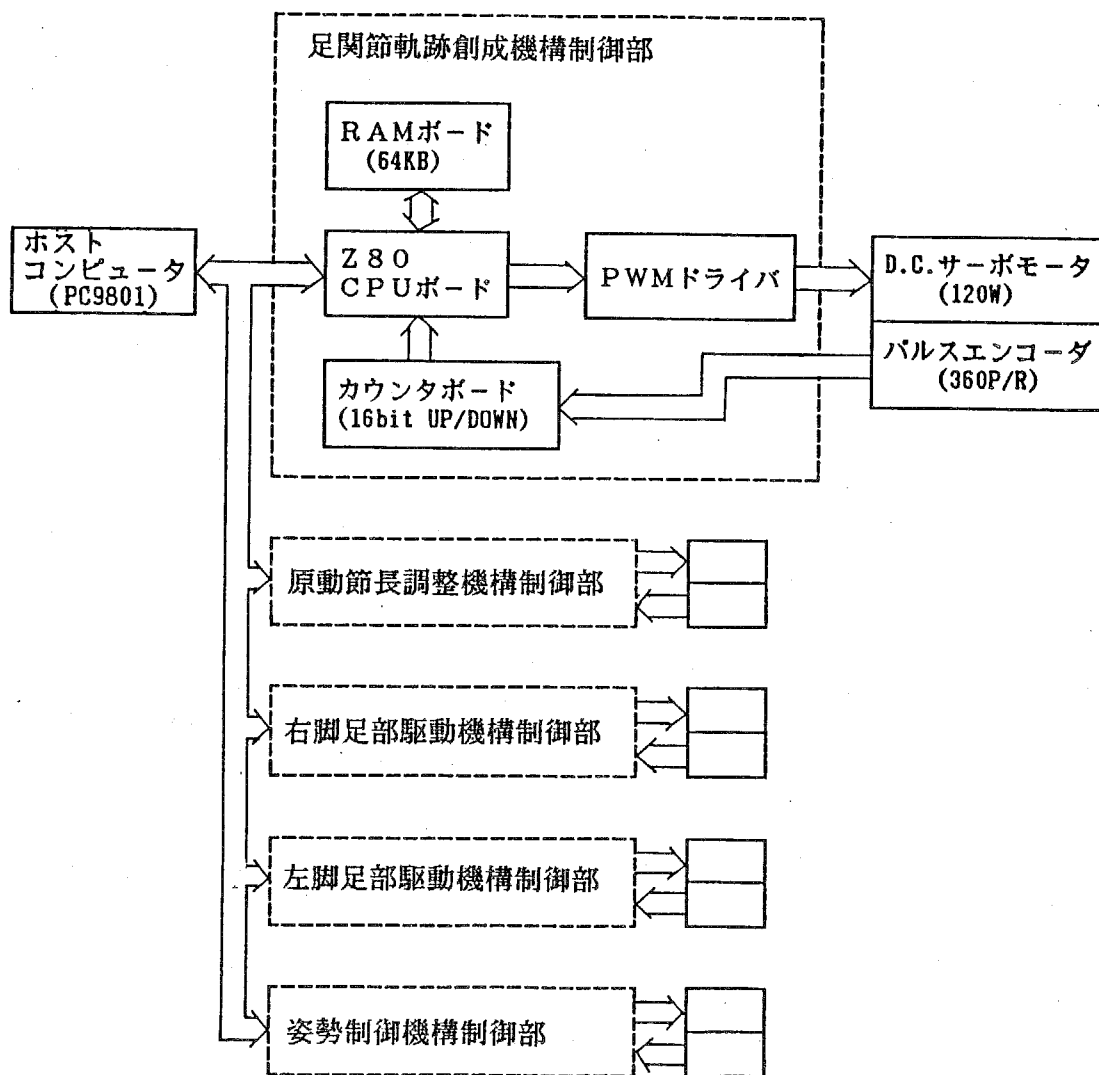 足関節軌跡創成機構制御部
RAMボード
(64KB)
ホスト
コンピュータ
(PC9801)
Z80
CPUボード
PWMドライバ
D.C.サーボモータ
(120W)
パルスエンコーダ
(360P/R)
カウンタボード
(16bit UP/DOWN)
原動節長調整機構制御部
右脚足部駆動機構制御部
左脚足部駆動機構制御部
姿勢制御機構制御部